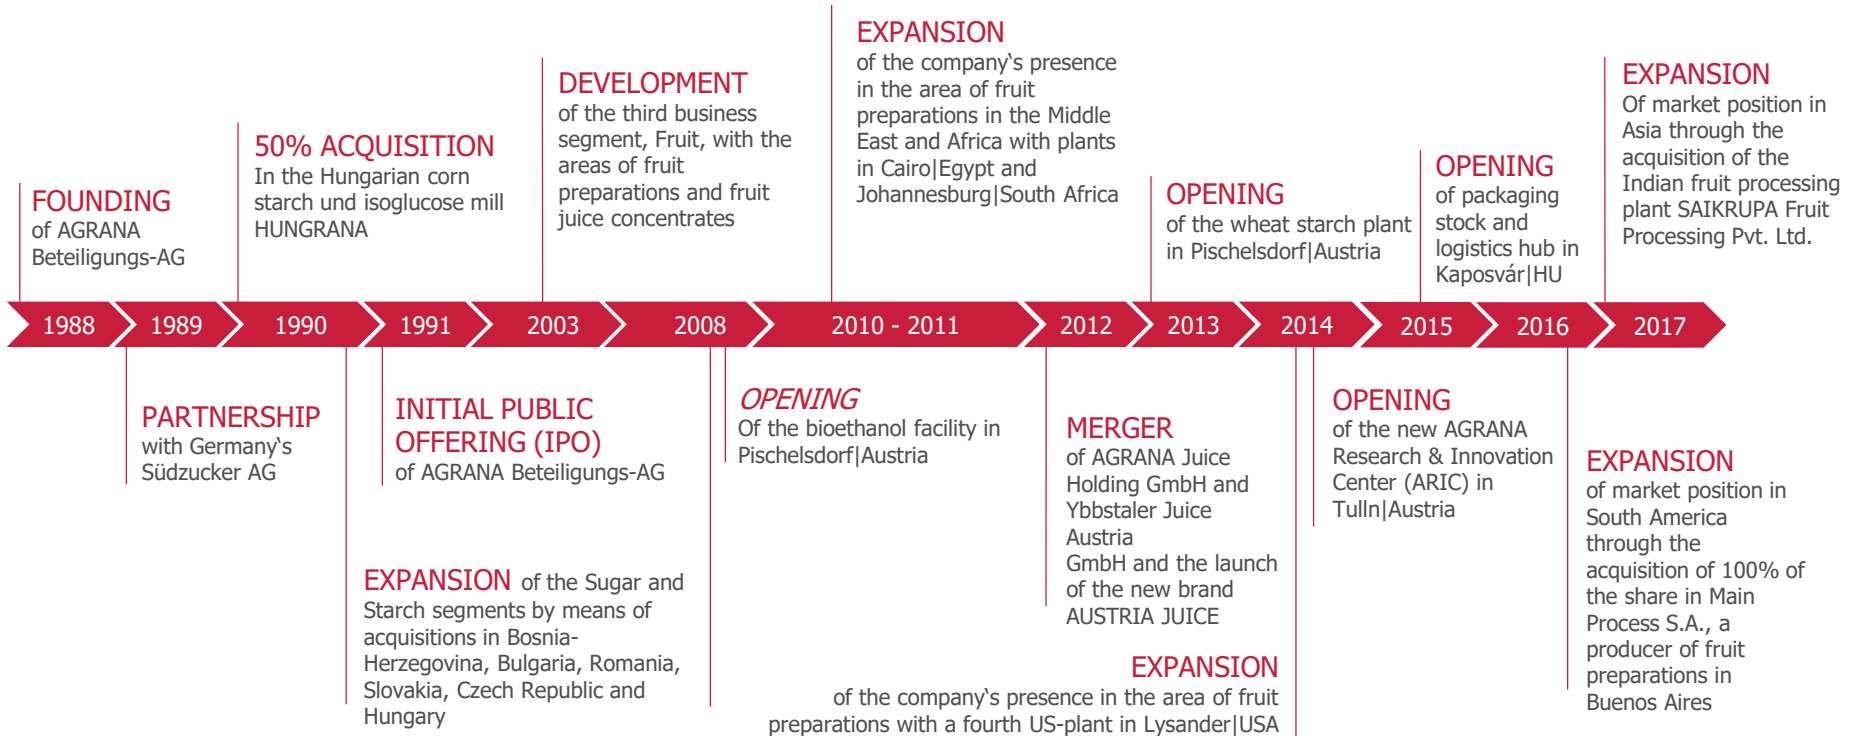 FOUNDING
of AGRANA
Beteiligungs-AG
50% ACQUISITION
In the Hungarian corn
starch und isoglucose mill
HUNGRANA
DEVELOPMENT
of the third business
segment, Fruit, with the
areas of fruit
preparations and fruit
juice concentrates
EXPANSION
of the company‘s presence
in the area of fruit
preparations in the Middle
East and Africa with plants
in Cairo|Egypt and
Johannesburg|South Africa
OPENING
of the wheat starch plant
in Pischelsdorf|Austria
OPENING
of packaging
stock and
logistics hub in
Kaposvár|HU
EXPANSION
Of market position in
Asia through the
acquisition of the
Indian fruit processing
plant SAIKRUPA Fruit
Processing Pvt. Ltd.
1988 1989 1990 1991 2003 2008 2010 - 2011 2012 2013 2014 2015 2016 2017
PARTNERSHIP
with Germany‘s
Südzucker AG
EXPANSION of the Sugar and
Starch segments by means of
acquisitions in Bosnia-
Herzegovina, Bulgaria, Romania,
Slovakia, Czech Republic and
Hungary
INITIAL PUBLIC
OFFERING (IPO)
of AGRANA Beteiligungs-AG
OPENING
Of the bioethanol facility in
Pischelsdorf|Austria
MERGER
of AGRANA Juice
Holding GmbH and
Ybbstaler Juice
Austria
GmbH and the launch
of the new brand
AUSTRIA JUICE
EXPANSION
of the company‘s presence in the area of fruit
preparations with a fourth US-plant in Lysander|USA
OPENING
of the new AGRANA
Research & Innovation
Center (ARIC) in
Tulln|Austria
EXPANSION
of market position in
South America
through the
acquisition of 100% of
the share in Main
Process S.A., a
producer of fruit
preparations in
Buenos Aires